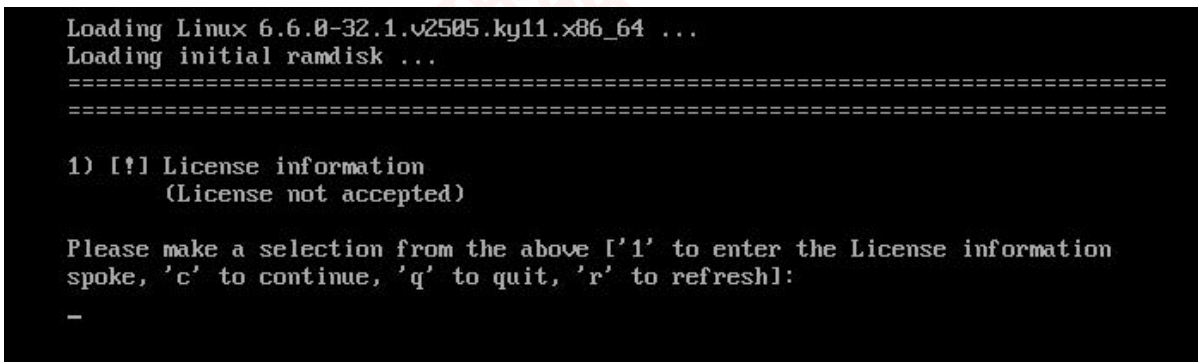 Loading Linux 6.6.0-32.1.v2505.ky11.x86_64 ...
Loading initial ramdisk ...
================================================================================
================================================================================
1) [!] License information
(License not accepted)
Please make a selection from the above ['1' to enter the License information
spoke, 'c' to continue, 'q' to quit, 'r' to refresh]: